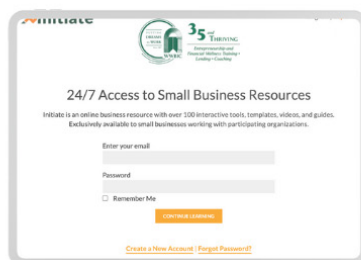 initiate
WWBIC
35 and
THRIVING
Entrepreneurship and
Financial Wellness Training •
Lending • Coaching
24/7 Access to Small Business Resources
Initiate is an online business resource with over 100 interactive tools, templates, videos, and guides.
Exclusively available to small businesses working with participating organizations.
Enter your email
Password
Remember Me
CONTINUE LEARNING
Create a New Account | Forgot Password?